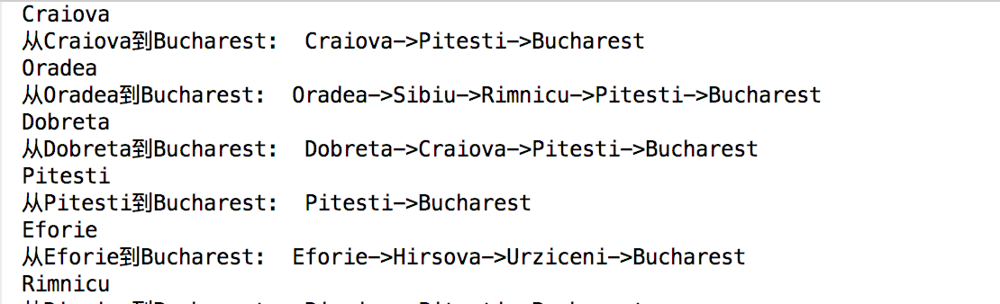 Craiova
从Craiova到Bucharest:  Craiova->Pitesti->Bucharest
Oradea
从Oradea到Bucharest:  Oradea->Sibiu->Rimnicu->Pitesti->Bucharest
Dobreta
从Dobreta到Bucharest:  Dobreta->Craiova->Pitesti->Bucharest
Pitesti
从Pitesti到Bucharest:  Pitesti->Bucharest
Eforie
从Eforie到Bucharest:  Eforie->Hirsova->Urziceni->Bucharest
Rimnicu